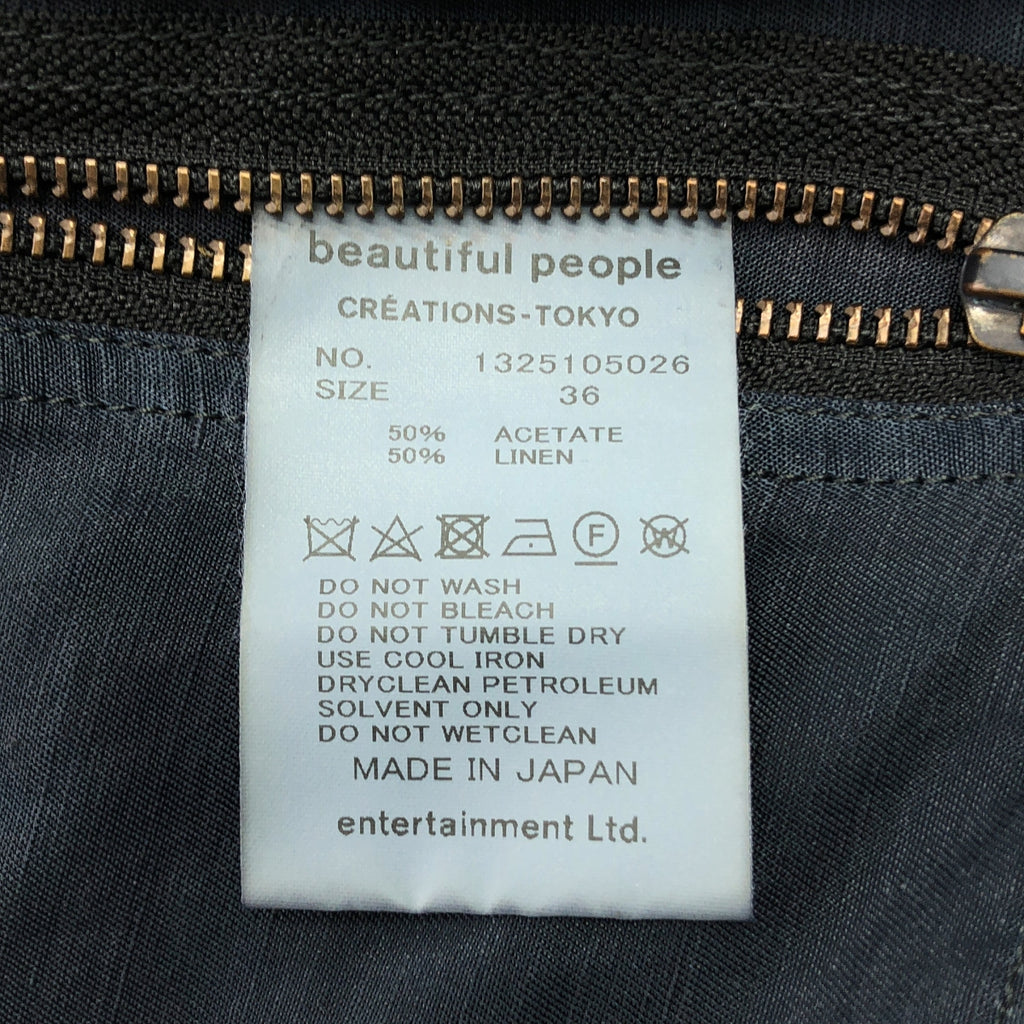 beautiful people
CRÉATIONS-TOKYO
NO. 1325105026
SIZE 36
50% ACETATE
50% LINEN
F W
DO NOT WASH
DO NOT BLEACH
DO NOT TUMBLE DRY
USE COOL IRON
DRYCLEAN PETROLEUM
SOLVENT ONLY
DO NOT WETCLEAN
MADE IN JAPAN
entertainment Ltd.